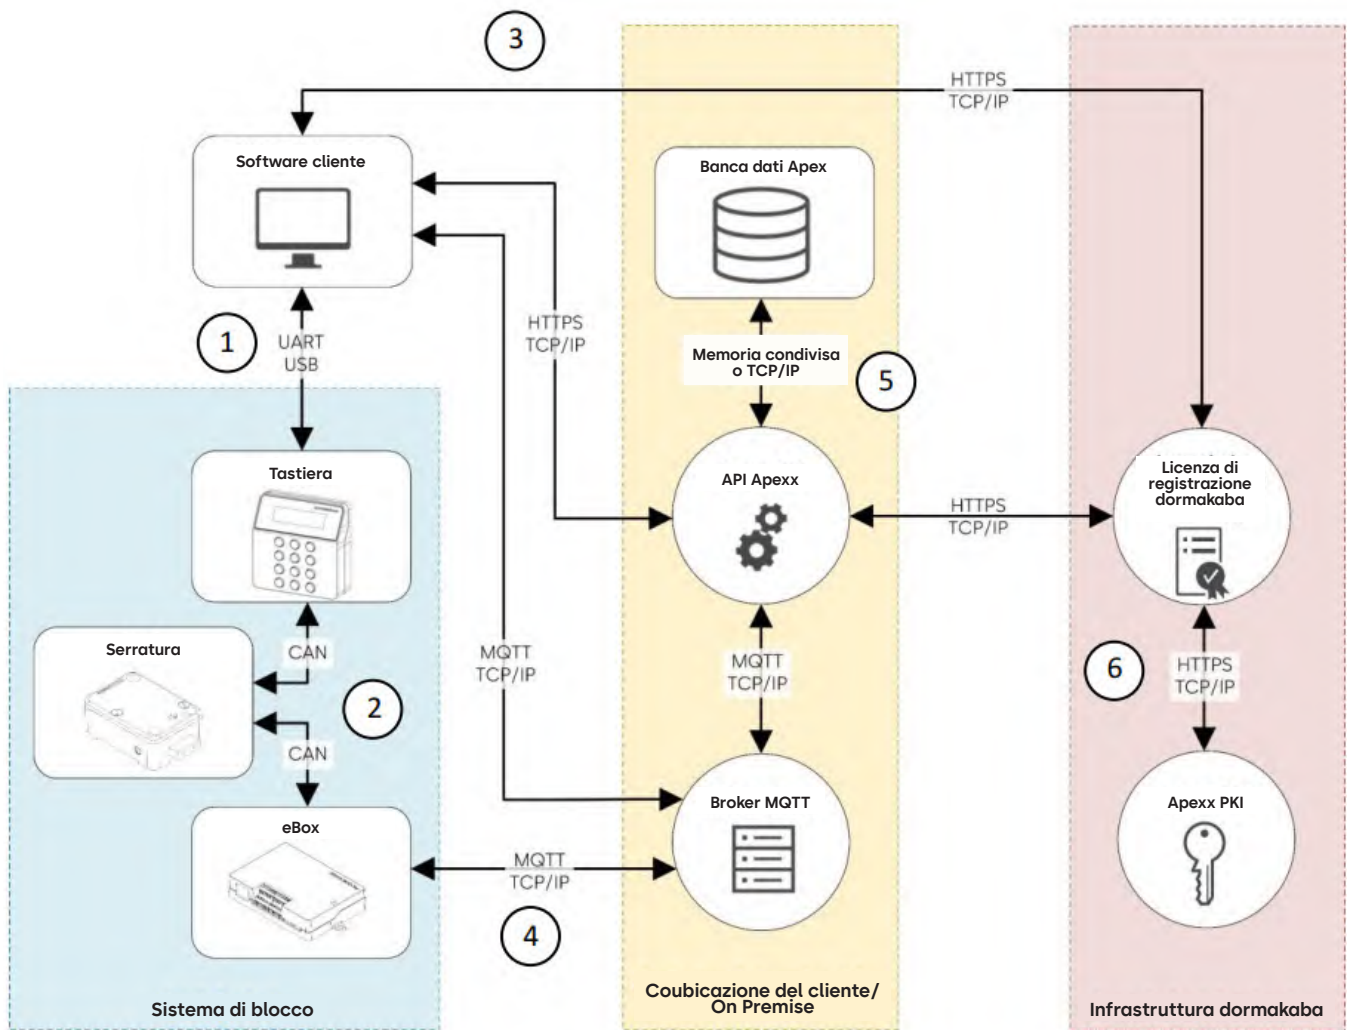 3
HTTPS
TCP/IP
Software cliente
Banca dati Apex
HTTPS
TCP/IP
1
UART
USB
Memoria condivisa
o TCP/IP
5
Tastiera
API Apexx
HTTPS
TCP/IP
Licenza di
registrazione
dormakaba
CAN
Serratura
MQTT
TCP/IP
MQTT
TCP/IP
6
HTTPS
TCP/IP
2
CAN
eBox
Broker MQTT
Apexx PKI
MQTT
TCP/IP
4
Sistema di blocco
Coubicazione del cliente/
On Premise
Infrastruttura dormakaba